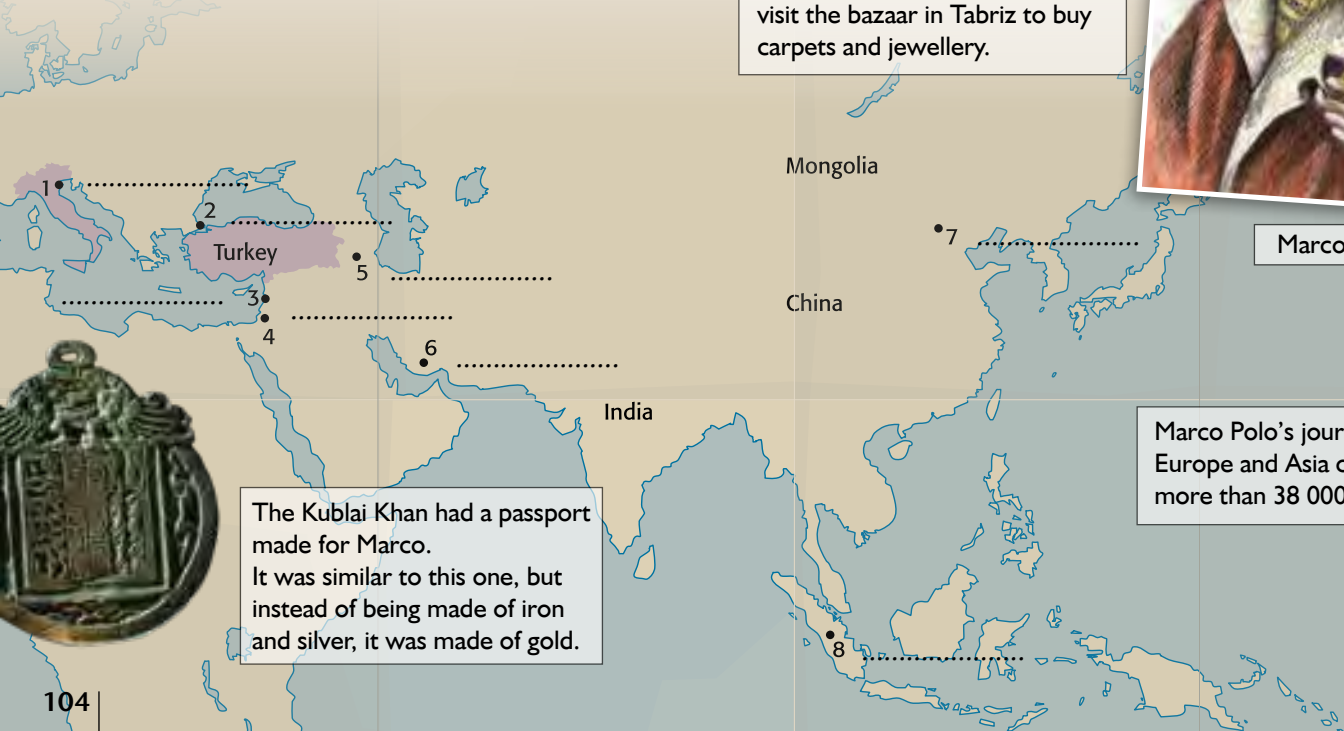 visit the bazaar in Tabriz to buy
carpets and jewellery.
Mongolia
1
2
Turkey
5
7
Marco
3
4
China
6
India
Marco Polo's jour
Europe and Asia
more than 38 000
The Kublai Khan had a passport
made for Marco.
It was similar to this one, but
instead of being made of iron
and silver, it was made of gold.
8
104